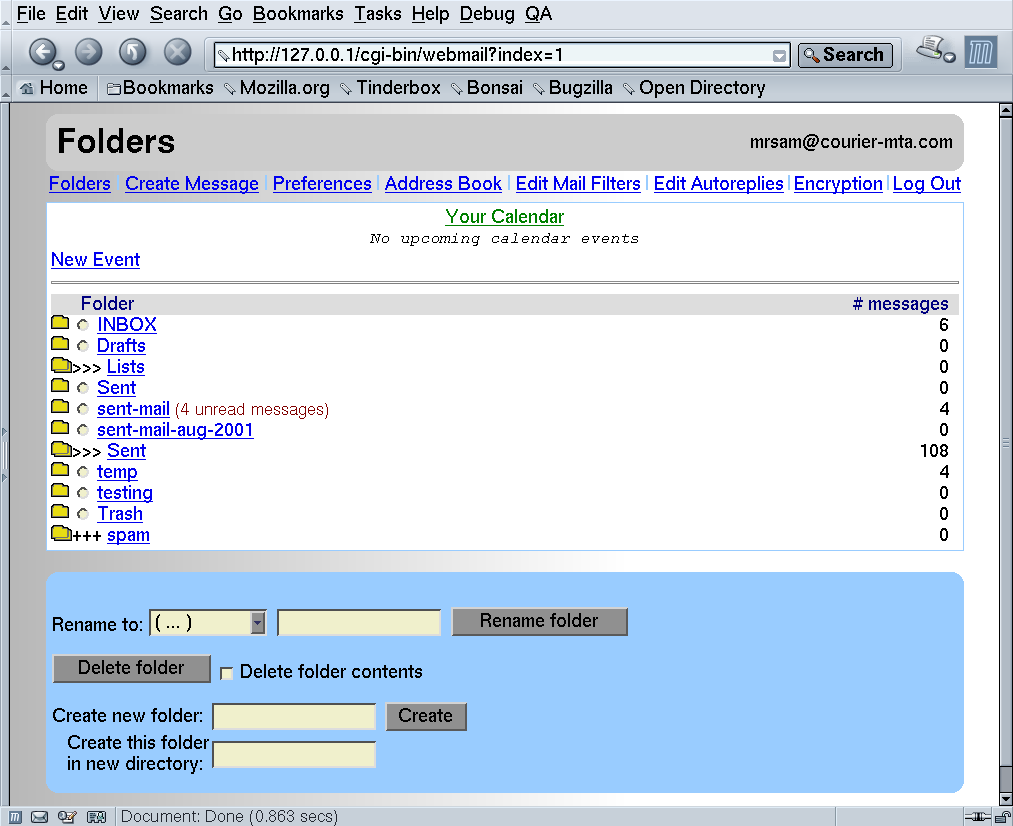 File Edit View Search Go Bookmarks Tasks Help Debug QA
http://127.0.0.1/cgi-bin/webmail?index=1 Search
Home Bookmarks Mozilla.org Tinderbox Bonsai Bugzilla Open Directory
Folders mrsam@courier-mta.com
Folders | Create Message | Preferences | Address Book | Edit Mail Filters | Edit Autoreplies | Encryption | Log Out
Your Calendar
No upcoming calendar events
New Event
Folder # messages
INBOX 6
Drafts 0
>>> Lists 0
Sent 0
sent-mail (4 unread messages) 4
sent-mail-aug-2001 0
>>> Sent 108
temp 4
testing 0
Trash 0
+++ spam 0
Rename to: ( ... ) Rename folder
Delete folder Delete folder contents
Create new folder: Create
Create this folder
in new directory:
Document: Done (0.863 secs)